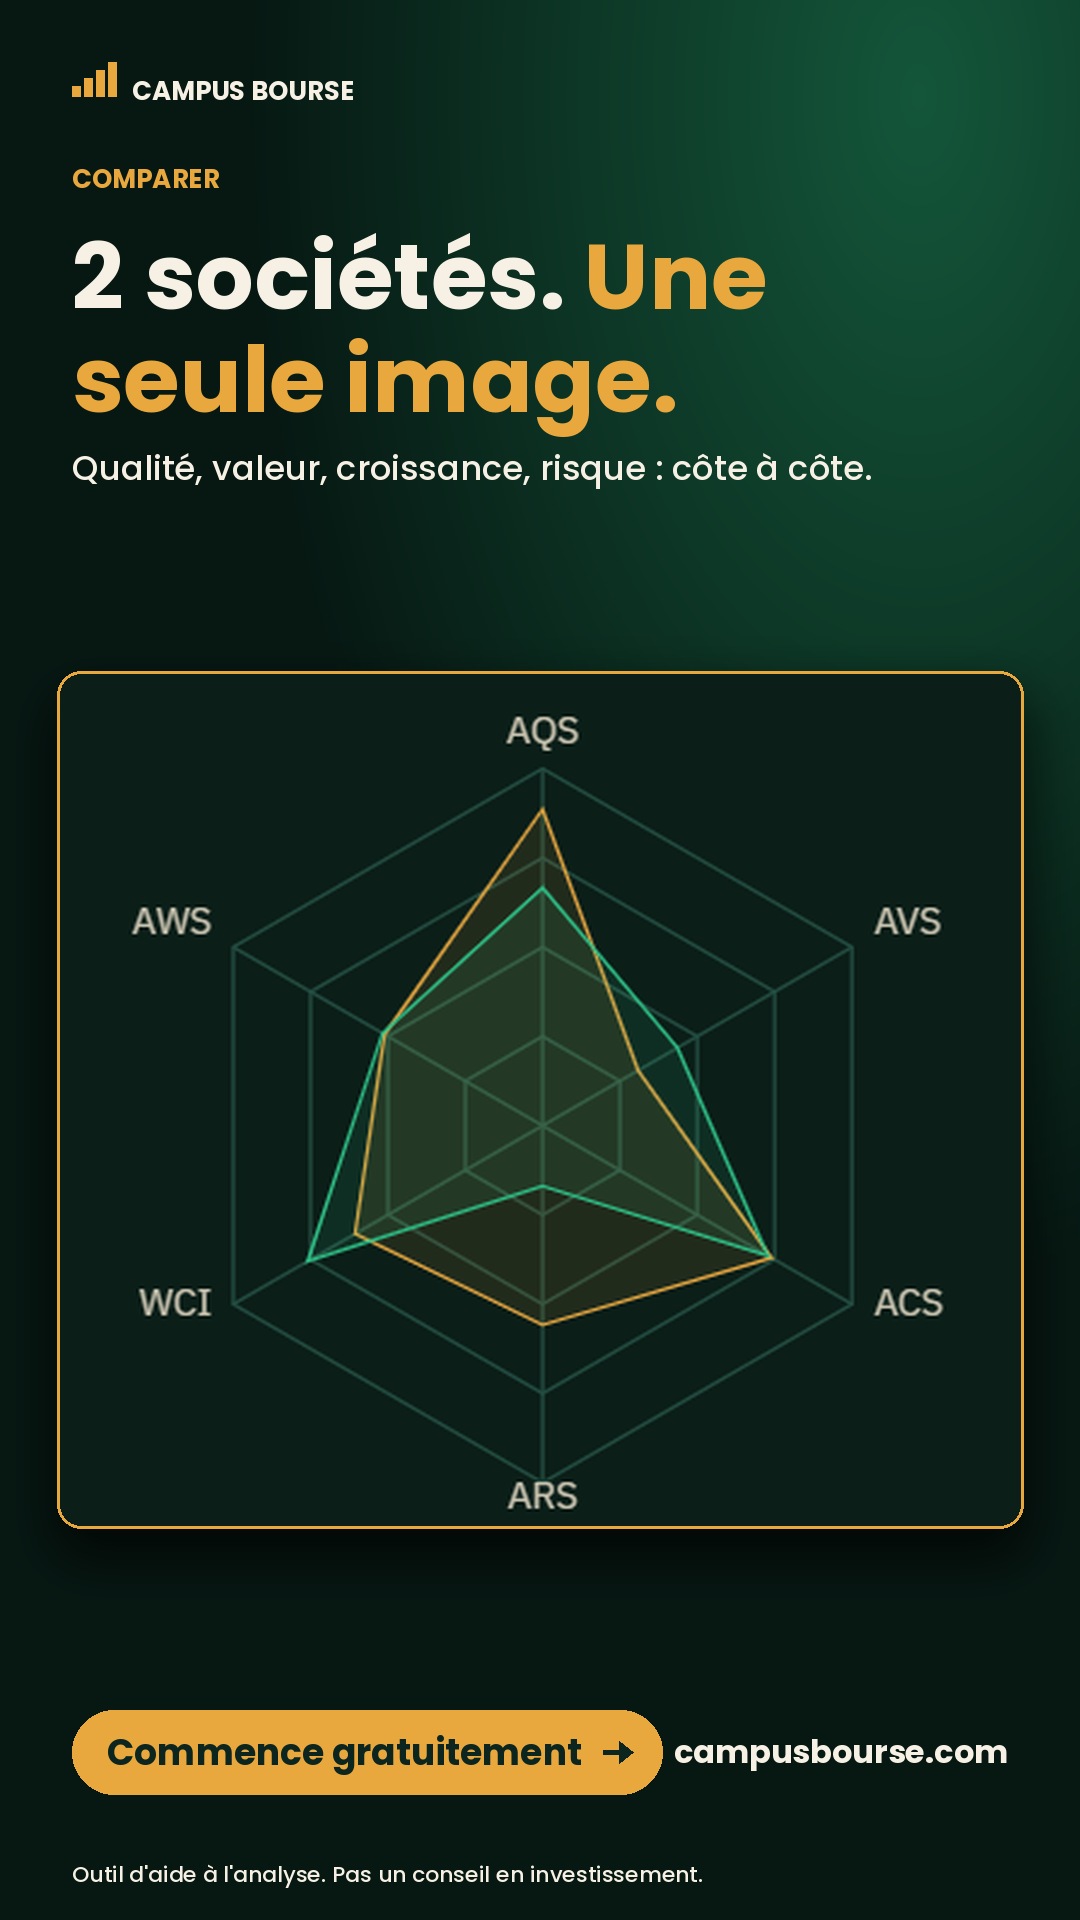 CAMPUS BOURSE
COMPARER
2 sociétés. Une
seule image.
Qualité, valeur, croissance, risque : côte à côte.
AQS
AWS
AVS
WCI
ACS
ARS
Commence gratuitement → campusbourse.com
Outil d'aide à l'analyse. Pas un conseil en investissement.